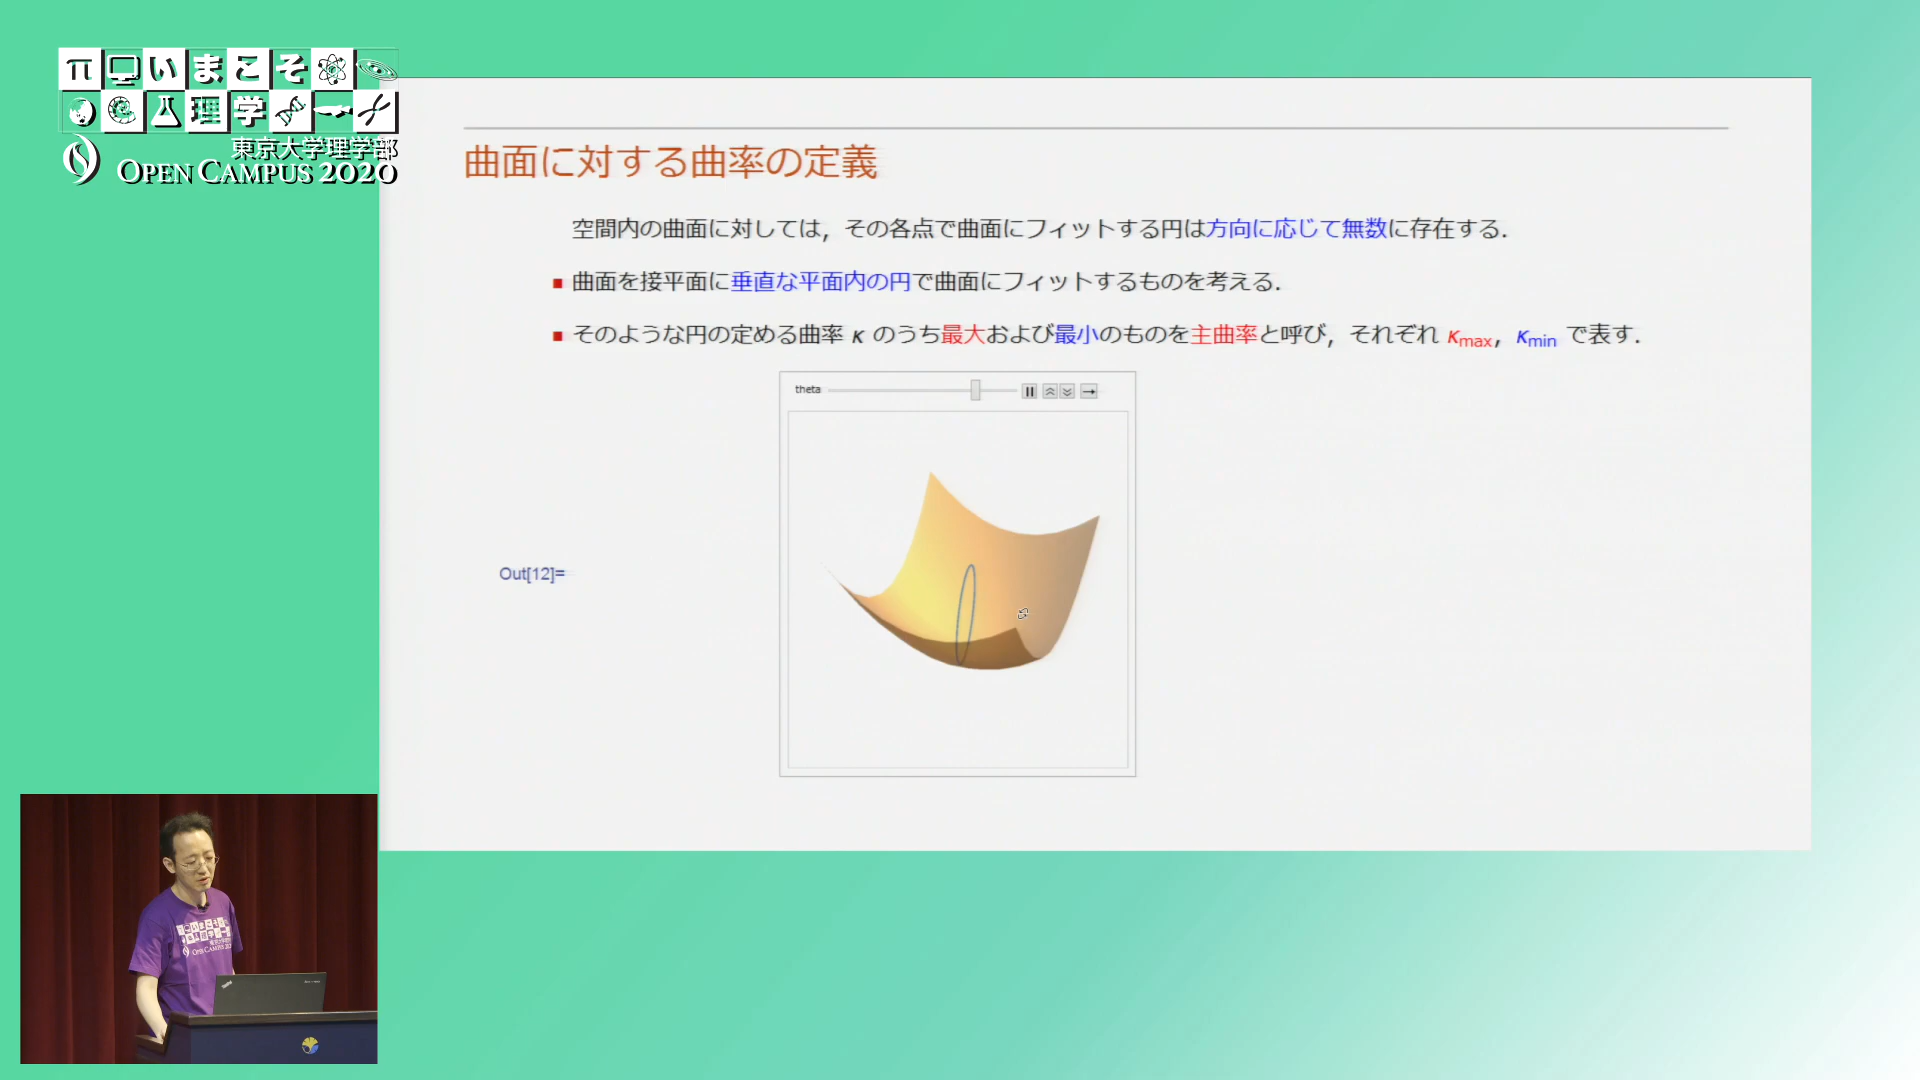 π いまこそ
理学
東京大学理学部
OPEN CAMPUS 2020
曲面に対する曲率の定義
空間内の曲面に対しては，その各点で曲面にフィットする円は方向に応じて無数に存在する．
曲面を接平面に垂直な平面内の円で曲面にフィットするものを考える．
そのような円の定める曲率 κ のうち最大および最小のものを主曲率と呼び，それぞれ κmax，κmin で表す．
theta
Out[12]=
OPEN CAMPUS
ThinkPad